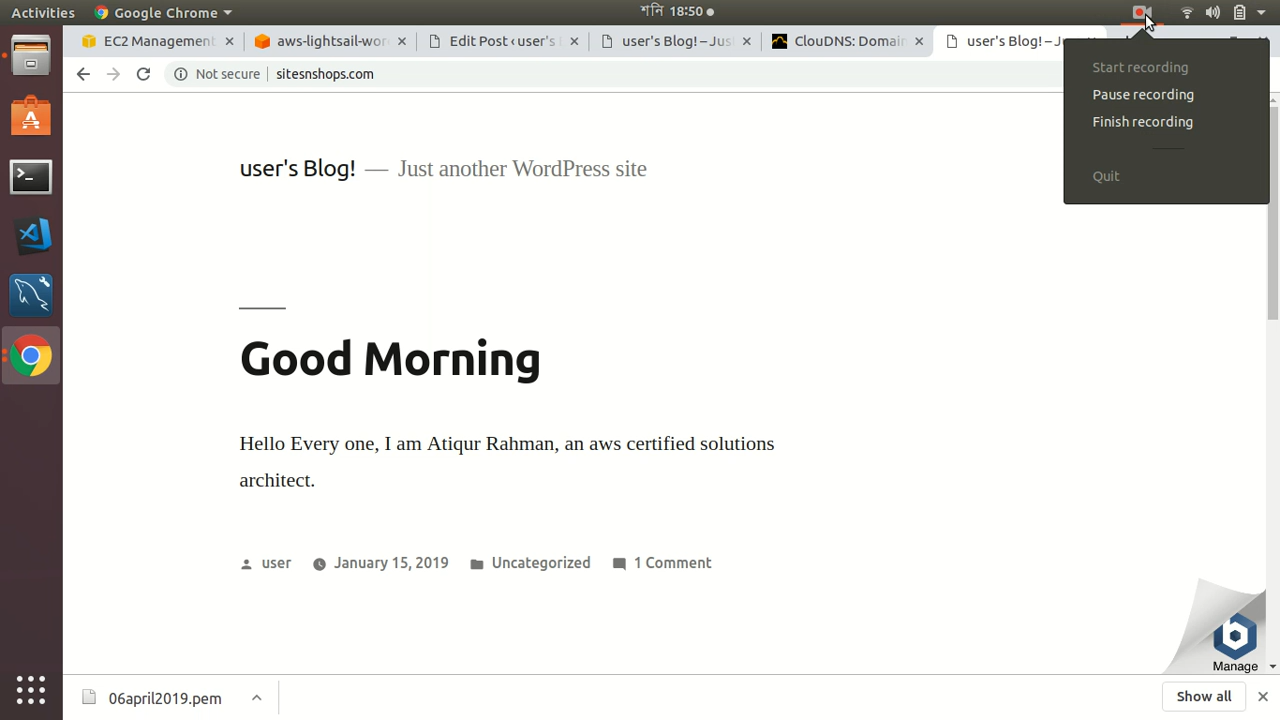 Activities
Google Chrome
শনি 18:50
EC2 Management
aws-lightsail-wor
Edit Post ‹ user's
user's Blog! – Jus
ClouDNS: Domain
user's Blog! – Ju
Not secure
sitesnshops.com
Start recording
Pause recording
Finish recording
Quit
user's Blog! — Just another WordPress site
Good Morning
Hello Every one, I am Atiqur Rahman, an aws certified solutions
architect.
user January 15, 2019 Uncategorized 1 Comment
Manage
06april2019.pem
Show all